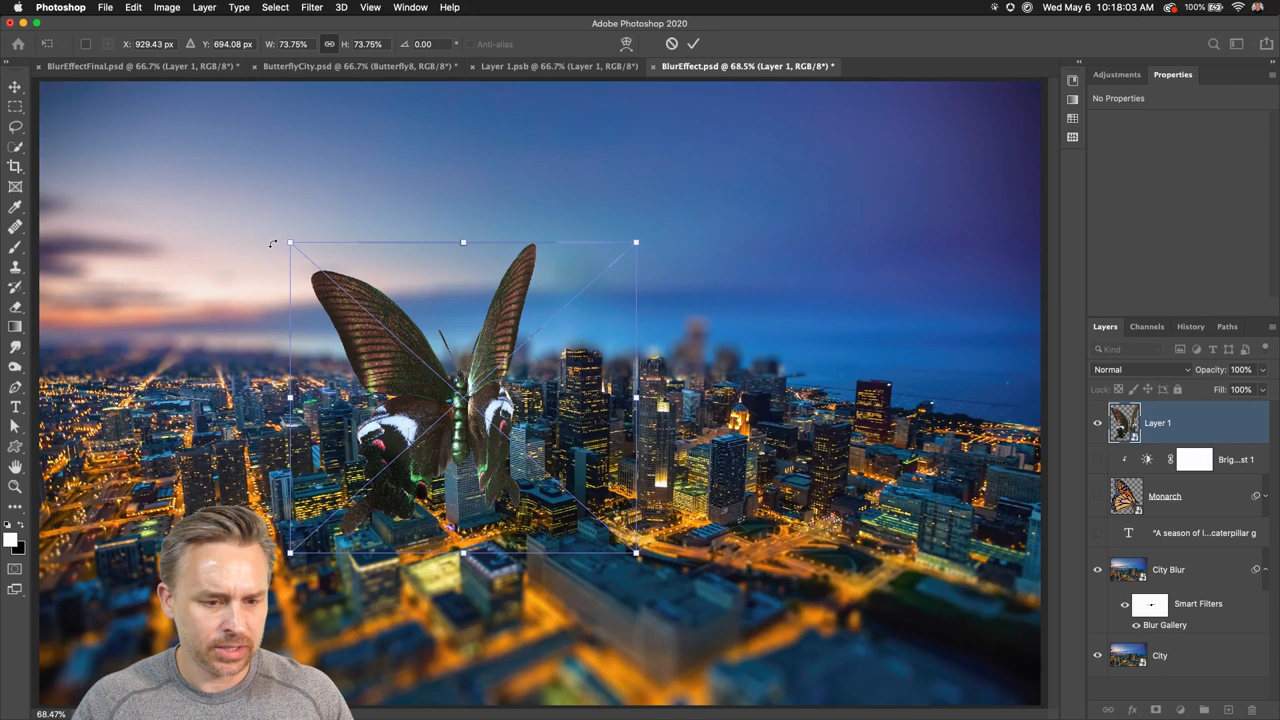 Photoshop File Edit Image Layer Type Select Filter 3D View Window Help 100% Wed May 6 10:18:03 AM
Adobe Photoshop 2020
X: 929.43 px Y: 694.08 px W: 73.75% H: 73.75% 0.00 ° Anti-alias
× BlurEffectFinal.psd @ 66.7% (Layer 1, RGB/8*) * × ButterflyCity.psd @ 66.7% (Butterfly8, RGB/8*) * × Layer 1.psb @ 66.7% (Layer 1, RGB/8*) × BlurEffect.psd @ 68.5% (Layer 1, RGB/8*) *
Adjustments Properties
No Properties
Layers Channels History Paths
Kind
Normal Opacity: 100%
Lock: Fill: 100%
Layer 1
Brig...st 1
Monarch
T "A season of l...caterpillar g
City Blur
Smart Filters
Blur Gallery
City
68.47%